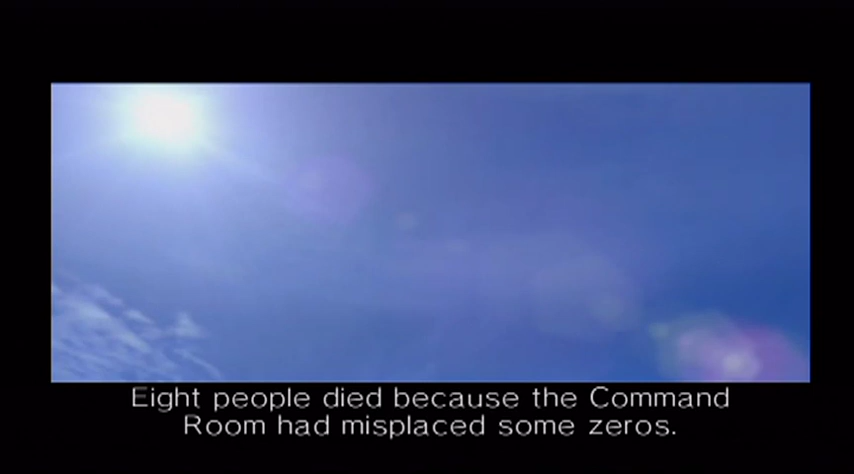 Eight people died because the Command
Room had misplaced some zeros.